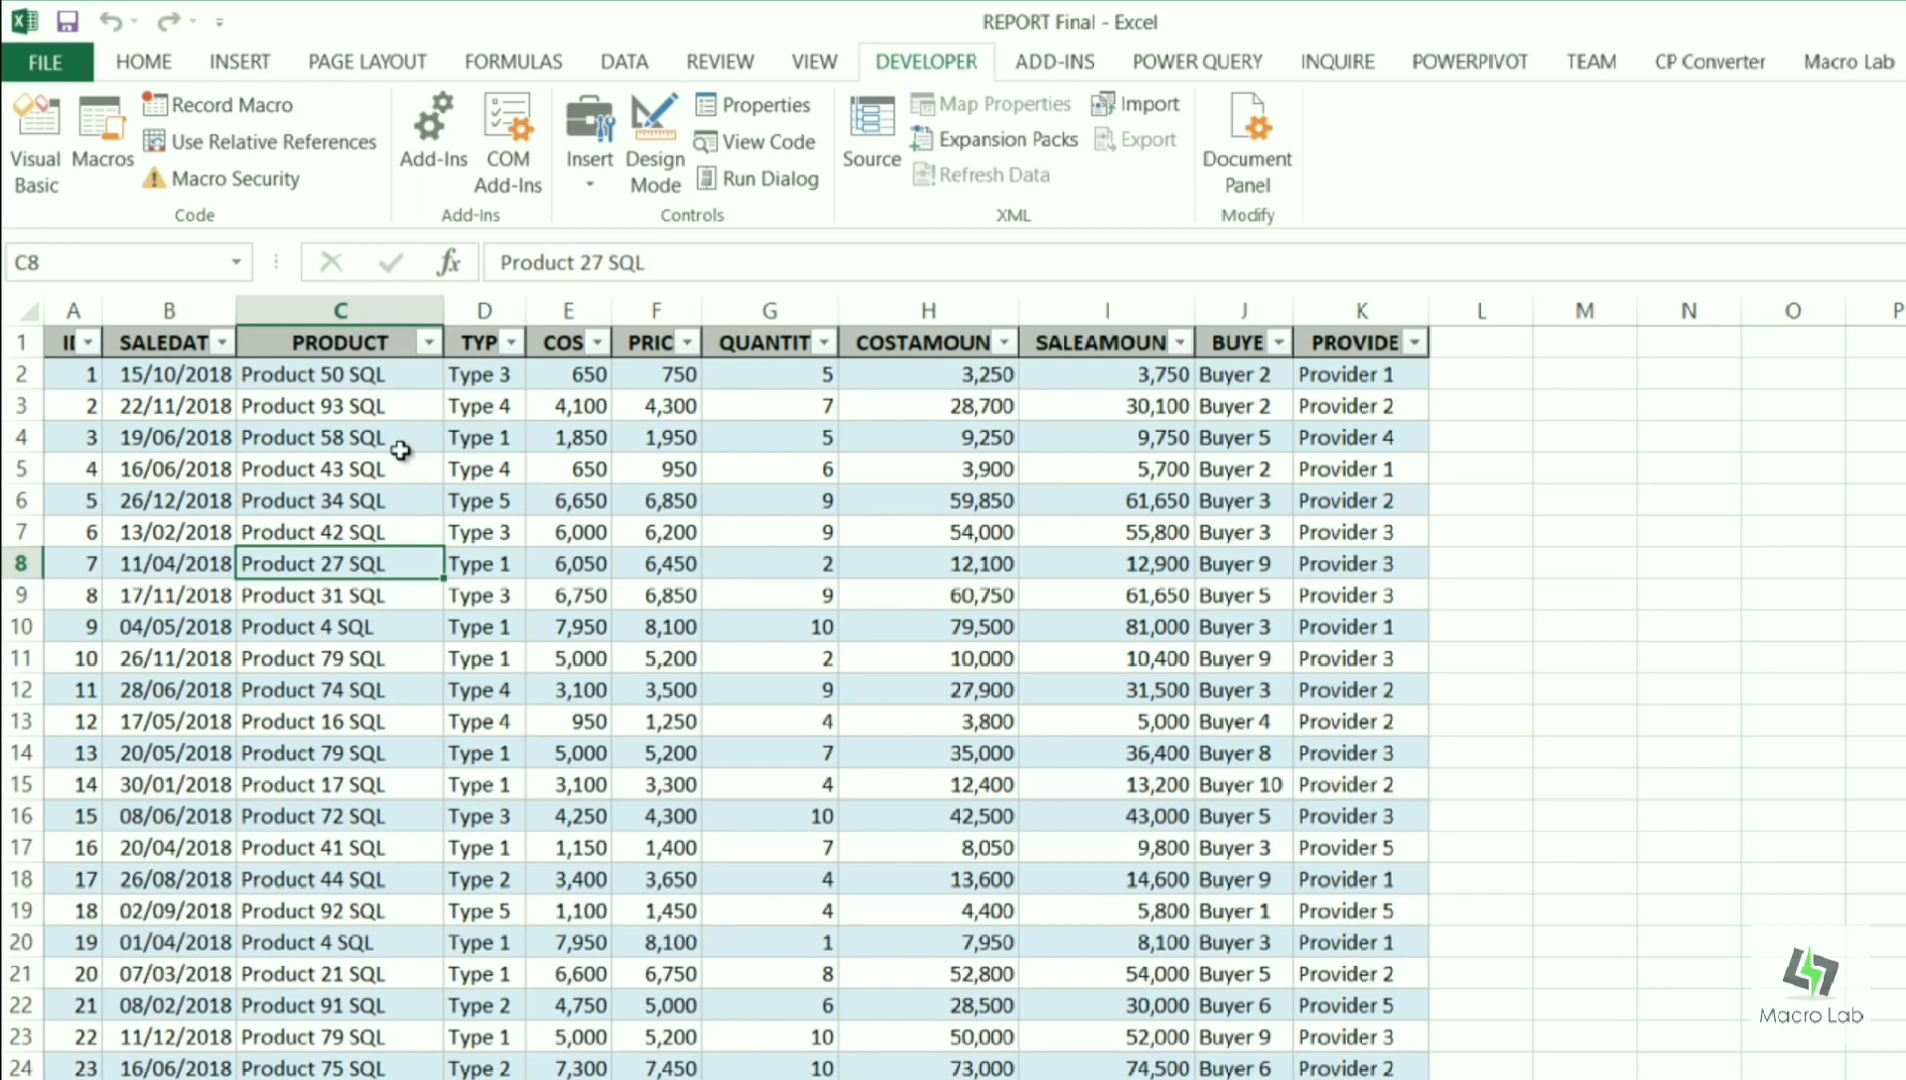 REPORT Final - Excel
FILE HOME INSERT PAGE LAYOUT FORMULAS DATA REVIEW VIEW DEVELOPER ADD-INS POWER QUERY INQUIRE POWERPIVOT TEAM CP Converter Macro Lab
Visual Basic
Macros
Record Macro
Use Relative References
Macro Security
Code
Add-Ins
COM Add-Ins
Add-Ins
Insert
Design Mode
Properties
View Code
Run Dialog
Controls
Source
Map Properties
Expansion Packs
Refresh Data
Import
Export
XML
Document Panel
Modify
C8 fx Product 27 SQL
A B C D E F G H I J K L M N O P
1 SALEDAT PRODUCT TYP COS PRIC QUANTIT COSTAMOUN SALEAMOUN BUYE PROVIDE
2 1 15/10/2018 Product 50 SQL Type 3 650 750 5 3,250 3,750 Buyer 2 Provider 1
3 2 22/11/2018 Product 93 SQL Type 4 4,100 4,300 7 28,700 30,100 Buyer 2 Provider 2
4 3 19/06/2018 Product 58 SQL Type 1 1,850 1,950 5 9,250 9,750 Buyer 5 Provider 4
5 4 16/06/2018 Product 43 SQL Type 4 650 950 6 3,900 5,700 Buyer 2 Provider 1
6 5 26/12/2018 Product 34 SQL Type 5 6,650 6,850 9 59,850 61,650 Buyer 3 Provider 2
7 6 13/02/2018 Product 42 SQL Type 3 6,000 6,200 9 54,000 55,800 Buyer 3 Provider 3
8 7 11/04/2018 Product 27 SQL Type 1 6,050 6,450 2 12,100 12,900 Buyer 9 Provider 3
9 8 17/11/2018 Product 31 SQL Type 3 6,750 6,850 9 60,750 61,650 Buyer 5 Provider 3
10 9 04/05/2018 Product 4 SQL Type 1 7,950 8,100 10 79,500 81,000 Buyer 3 Provider 1
11 10 26/11/2018 Product 79 SQL Type 1 5,000 5,200 2 10,000 10,400 Buyer 9 Provider 3
12 11 28/06/2018 Product 74 SQL Type 4 3,100 3,500 9 27,900 31,500 Buyer 3 Provider 2
13 12 17/05/2018 Product 16 SQL Type 4 950 1,250 4 3,800 5,000 Buyer 4 Provider 2
14 13 20/05/2018 Product 79 SQL Type 1 5,000 5,200 7 35,000 36,400 Buyer 8 Provider 3
15 14 30/01/2018 Product 17 SQL Type 1 3,100 3,300 4 12,400 13,200 Buyer 10 Provider 2
16 15 08/06/2018 Product 72 SQL Type 3 4,250 4,300 10 42,500 43,000 Buyer 5 Provider 3
17 16 20/04/2018 Product 41 SQL Type 1 1,150 1,400 7 8,050 9,800 Buyer 3 Provider 5
18 17 26/08/2018 Product 44 SQL Type 2 3,400 3,650 4 13,600 14,600 Buyer 9 Provider 1
19 18 02/09/2018 Product 92 SQL Type 5 1,100 1,450 4 4,400 5,800 Buyer 1 Provider 5
20 19 01/04/2018 Product 4 SQL Type 1 7,950 8,100 1 7,950 8,100 Buyer 3 Provider 1
21 20 07/03/2018 Product 21 SQL Type 1 6,600 6,750 8 52,800 54,000 Buyer 5 Provider 2
22 21 08/02/2018 Product 91 SQL Type 2 4,750 5,000 6 28,500 30,000 Buyer 6 Provider 5
23 22 11/12/2018 Product 79 SQL Type 1 5,000 5,200 10 50,000 52,000 Buyer 9 Provider 3
24 23 16/06/2018 Product 75 SQL Type 2 7,300 7,450 10 73,000 74,500 Buyer 6 Provider 2
Macro Lab